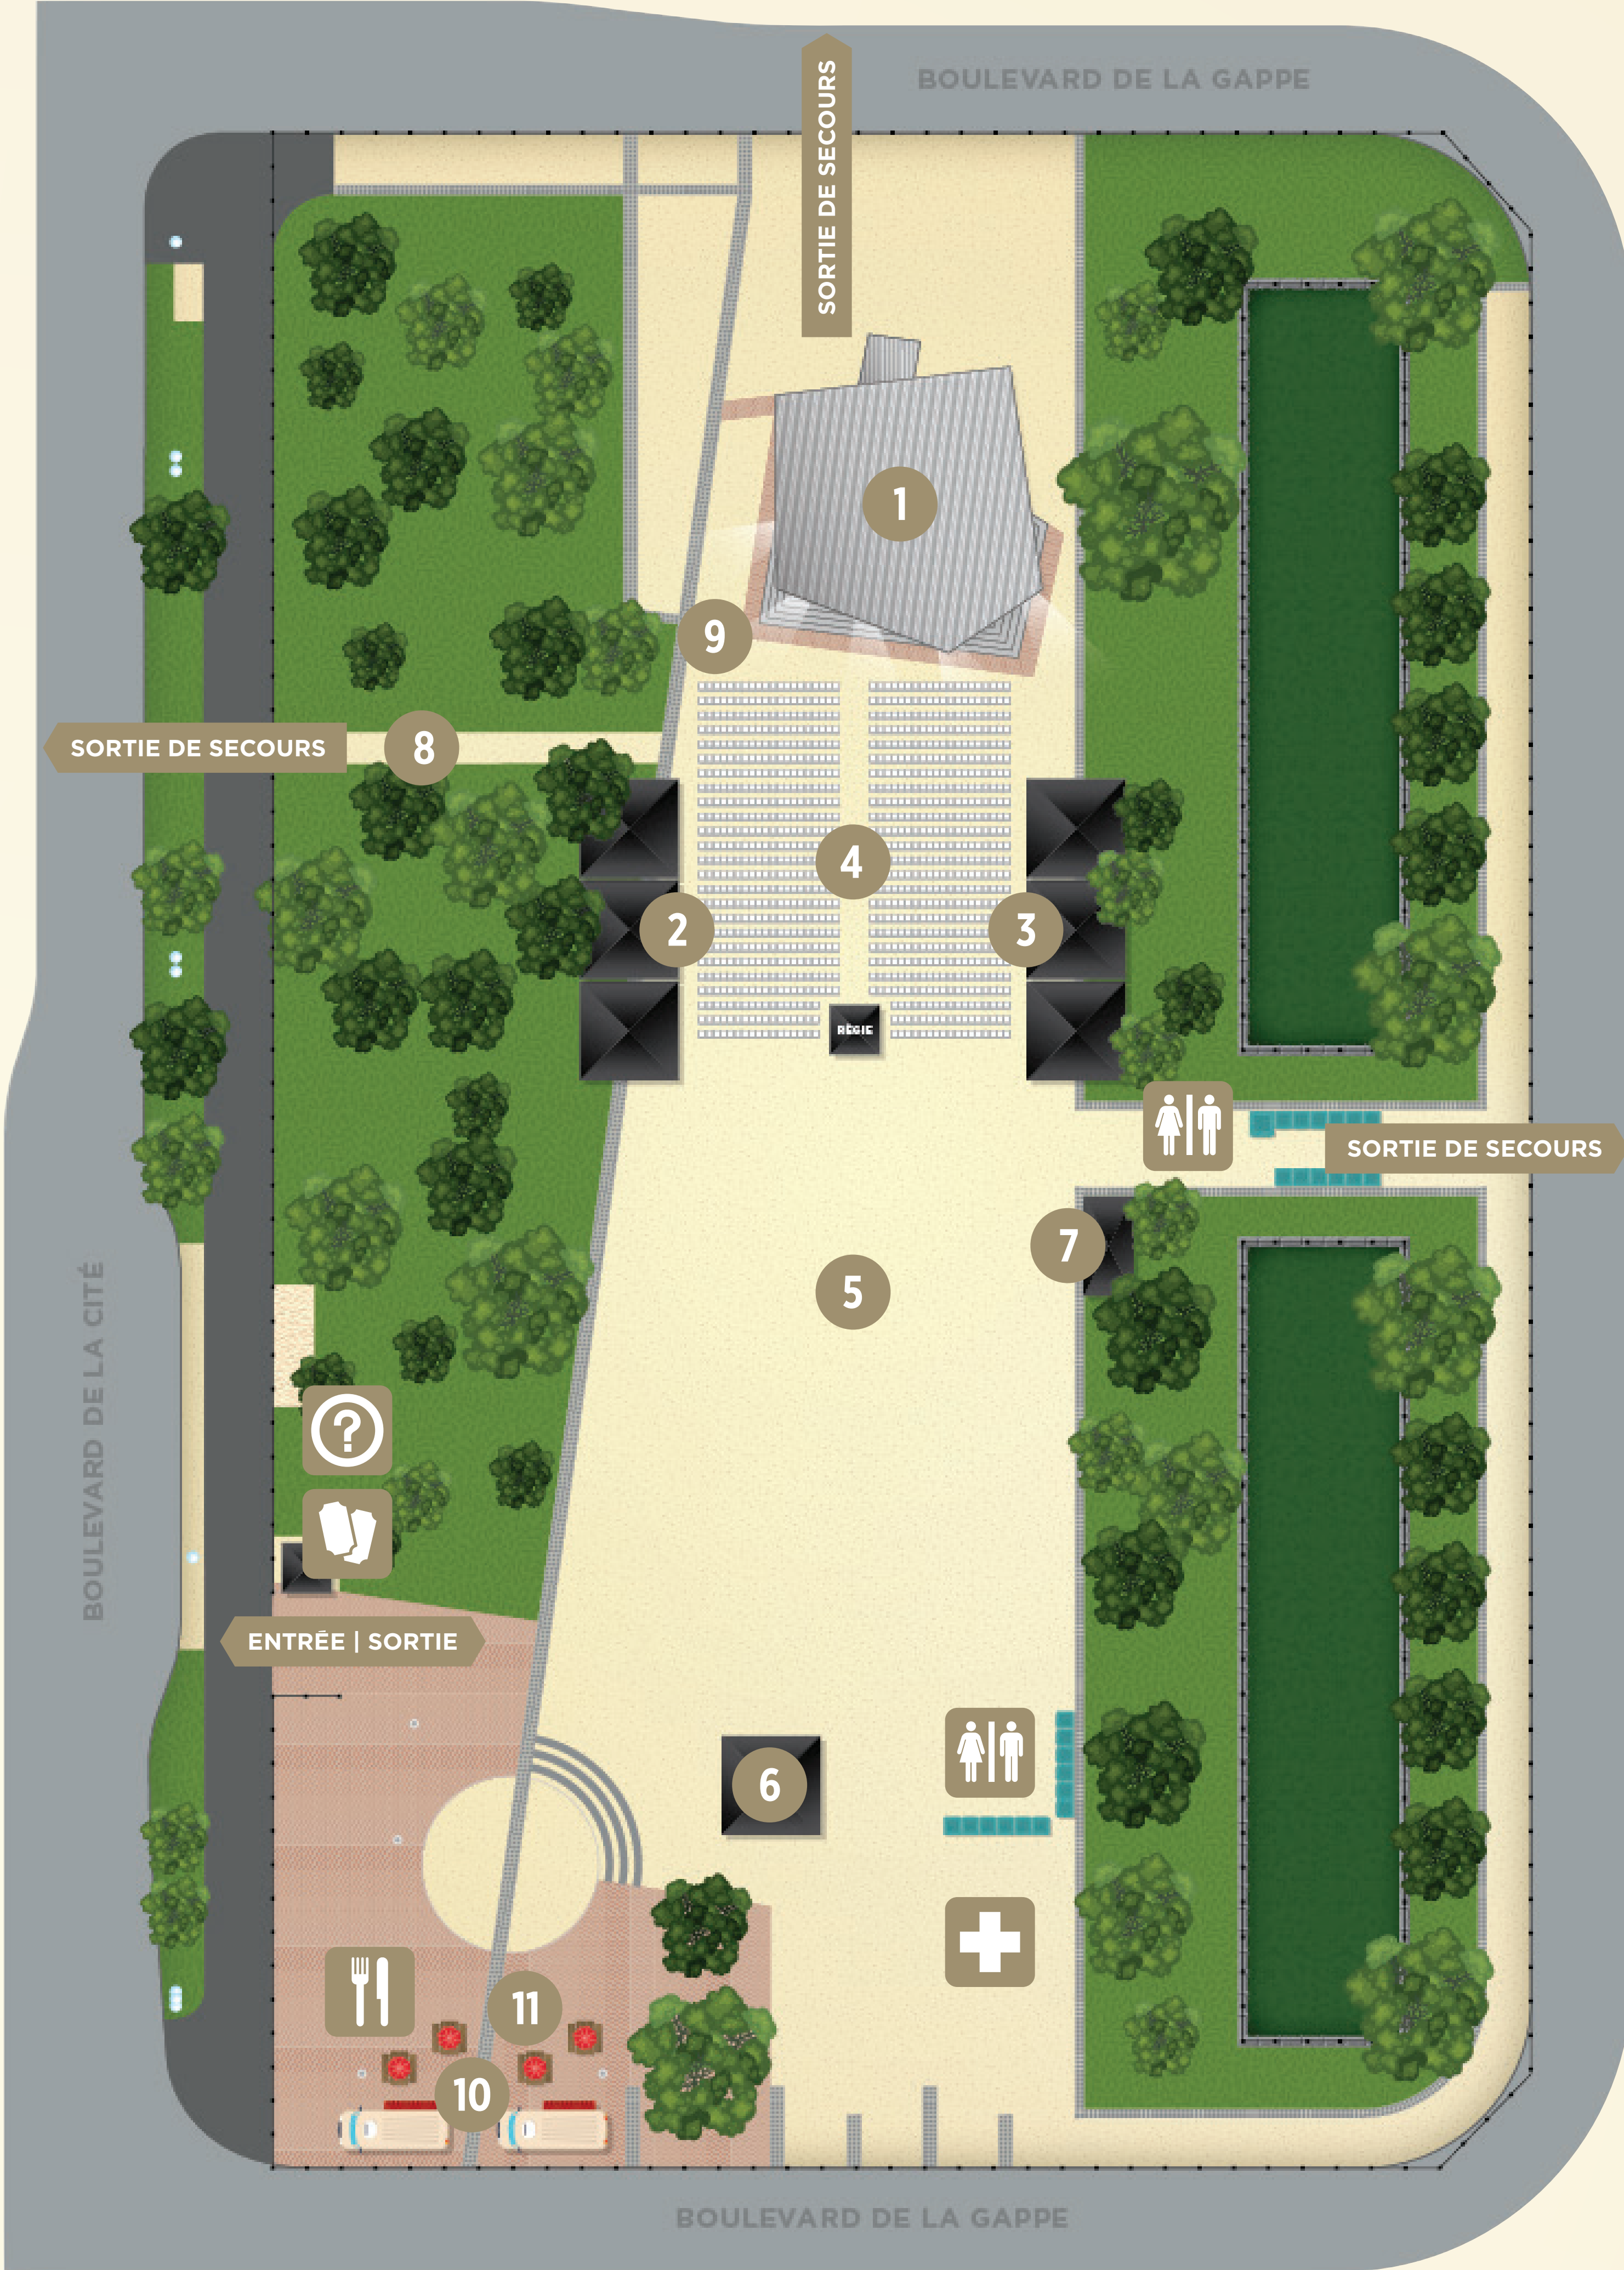 BOULEVARD DE LA GAPPE
SORTIE DE SECOURS
1
9
SORTIE DE SECOURS
8
4
2
3
RÉGIE
SORTIE DE SECOURS
7
5
BOULEVARD DE LA CITÉ
?
ENTRÉE | SORTIE
6
11
10
BOULEVARD DE LA GAPPE